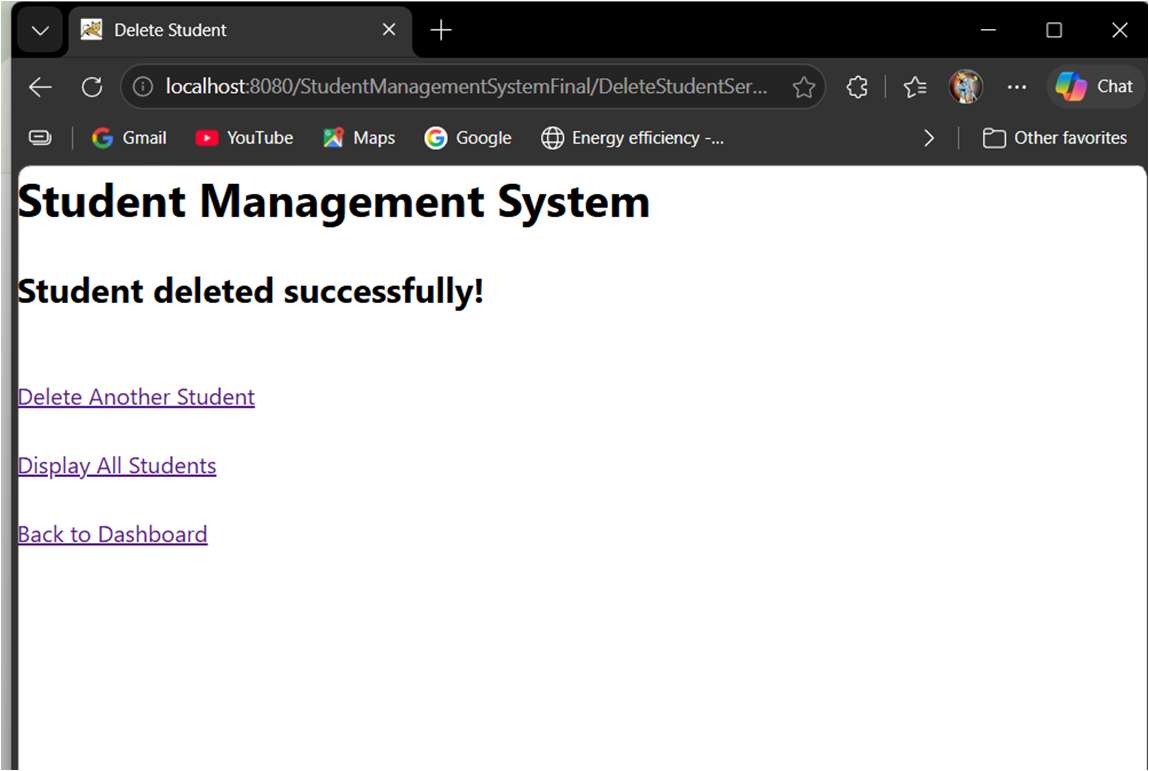 Delete Student
localhost:8080/StudentManagementSystemFinal/DeleteStudentSer...
Chat
Gmail
YouTube
Maps
Google
Energy efficiency -...
Other favorites
Student Management System
Student deleted successfully!
Delete Another Student
Display All Students
Back to Dashboard